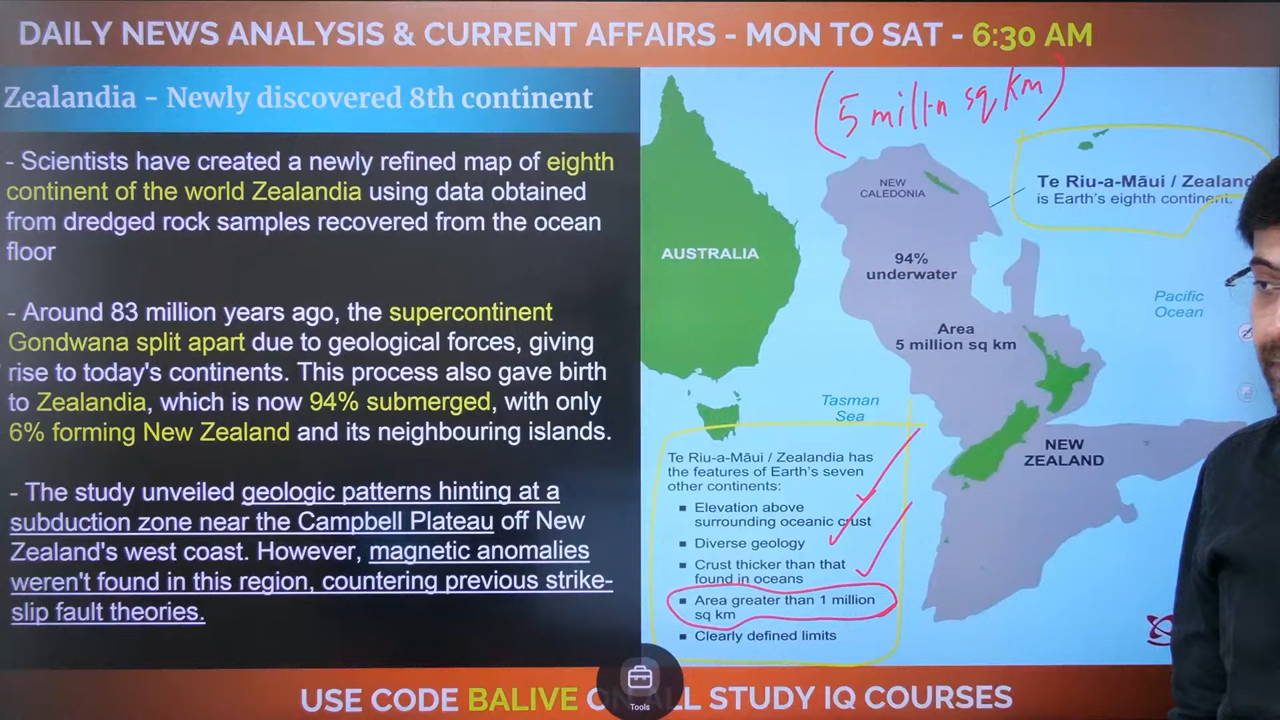 DAILY NEWS ANALYSIS & CURRENT AFFAIRS - MON TO SAT - 6:30 AM
Zealandia - Newly discovered 8th continent
- Scientists have created a newly refined map of eighth
continent of the world Zealandia using data obtained
from dredged rock samples recovered from the ocean
floor
- Around 83 million years ago, the supercontinent
Gondwana split apart due to geological forces, giving
rise to today's continents. This process also gave birth
to Zealandia, which is now 94% submerged, with only
6% forming New Zealand and its neighbouring islands.
- The study unveiled geologic patterns hinting at a
subduction zone near the Campbell Plateau off New
Zealand's west coast. However, magnetic anomalies
weren't found in this region, countering previous strike-
slip fault theories.
(5 milln sq km)
Te Riu-a-Māui / Zealand
is Earth's eighth continent.
NEW
CALEDONIA
AUSTRALIA
94%
underwater
Pacific
Ocean
Area
5 million sq km
Tasman
Sea
NEW
ZEALAND
Te Riu-a-Māui / Zealandia has
the features of Earth's seven
other continents:
▪ Elevation above
surrounding oceanic crust
▪ Diverse geology
▪ Crust thicker than that
found in oceans
▪ Area greater than 1 million
sq km
▪ Clearly defined limits
Tools
USE CODE BALIVE ON ALL STUDY IQ COURSES